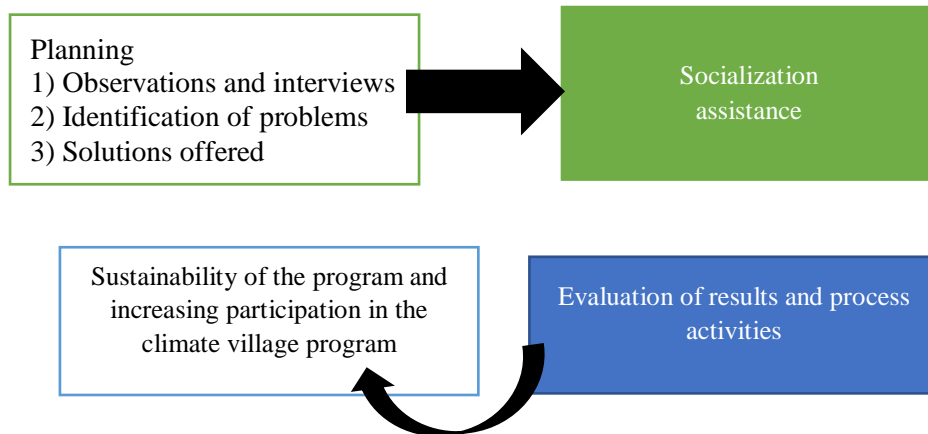 Planning
1) Observations and interviews
2) Identification of problems
3) Solutions offered
Socialization
assistance
Sustainability of the program and
increasing participation in the
climate village program
Evaluation of results and process
activities